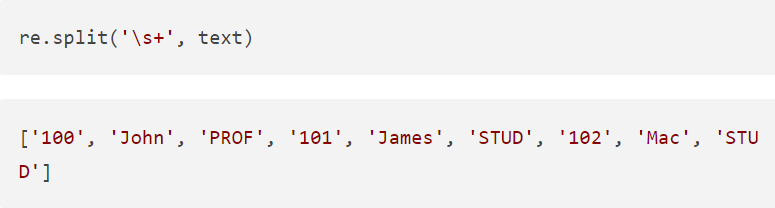 re.split('\s+', text)
['100', 'John', 'PROF', '101', 'James', 'STUD', '102', 'Mac', 'STU
D']